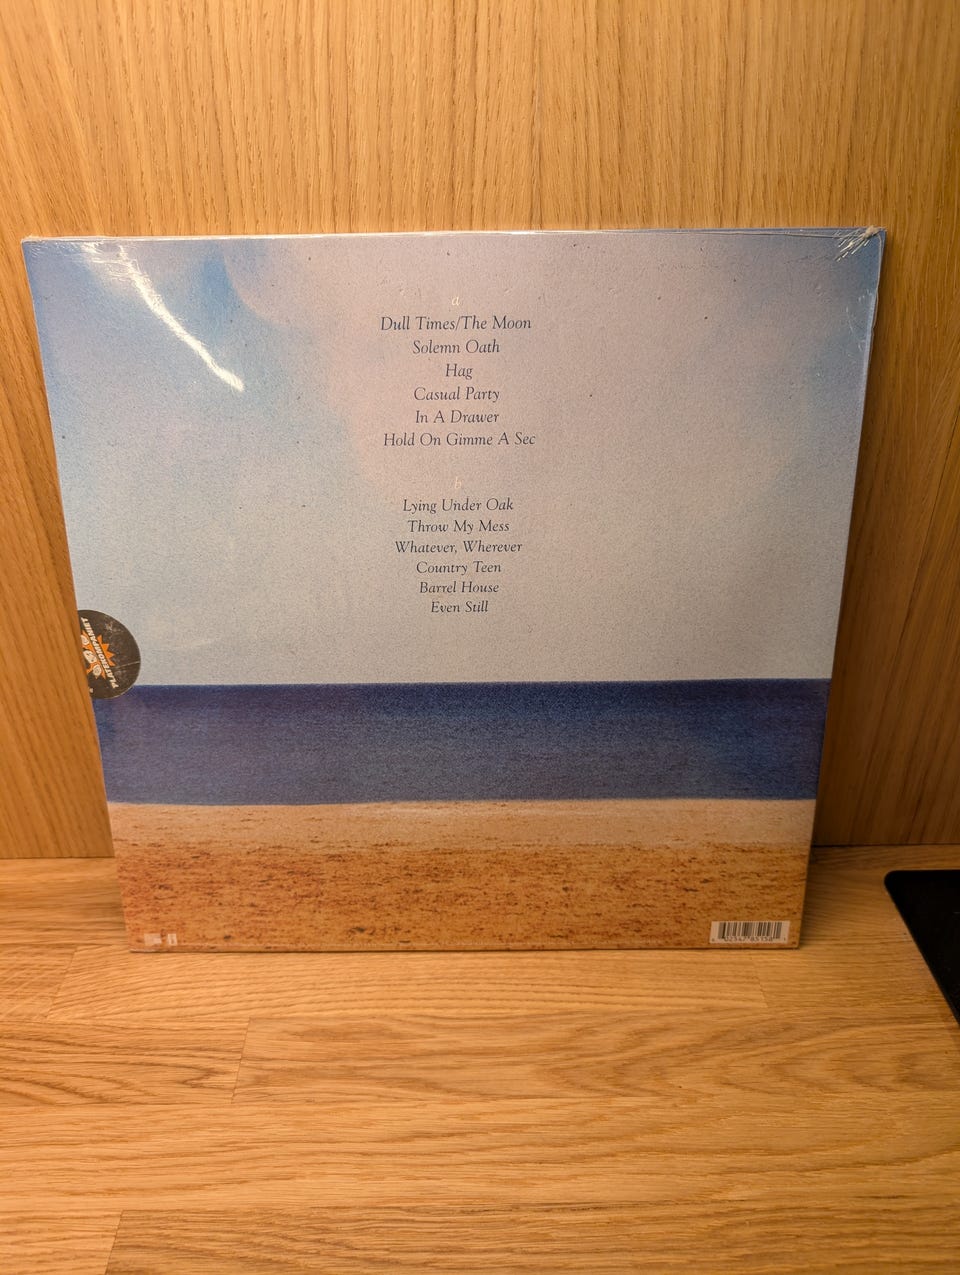 a
Dull Times/The Moon
Solemn Oath
Hag
Casual Party
In A Drawer
Hold On Gimme A Sec
b
Lying Under Oak
Throw My Mess
Whatever, Wherever
Country Teen
Barrel House
Even Still
PLATEKOMPANIET